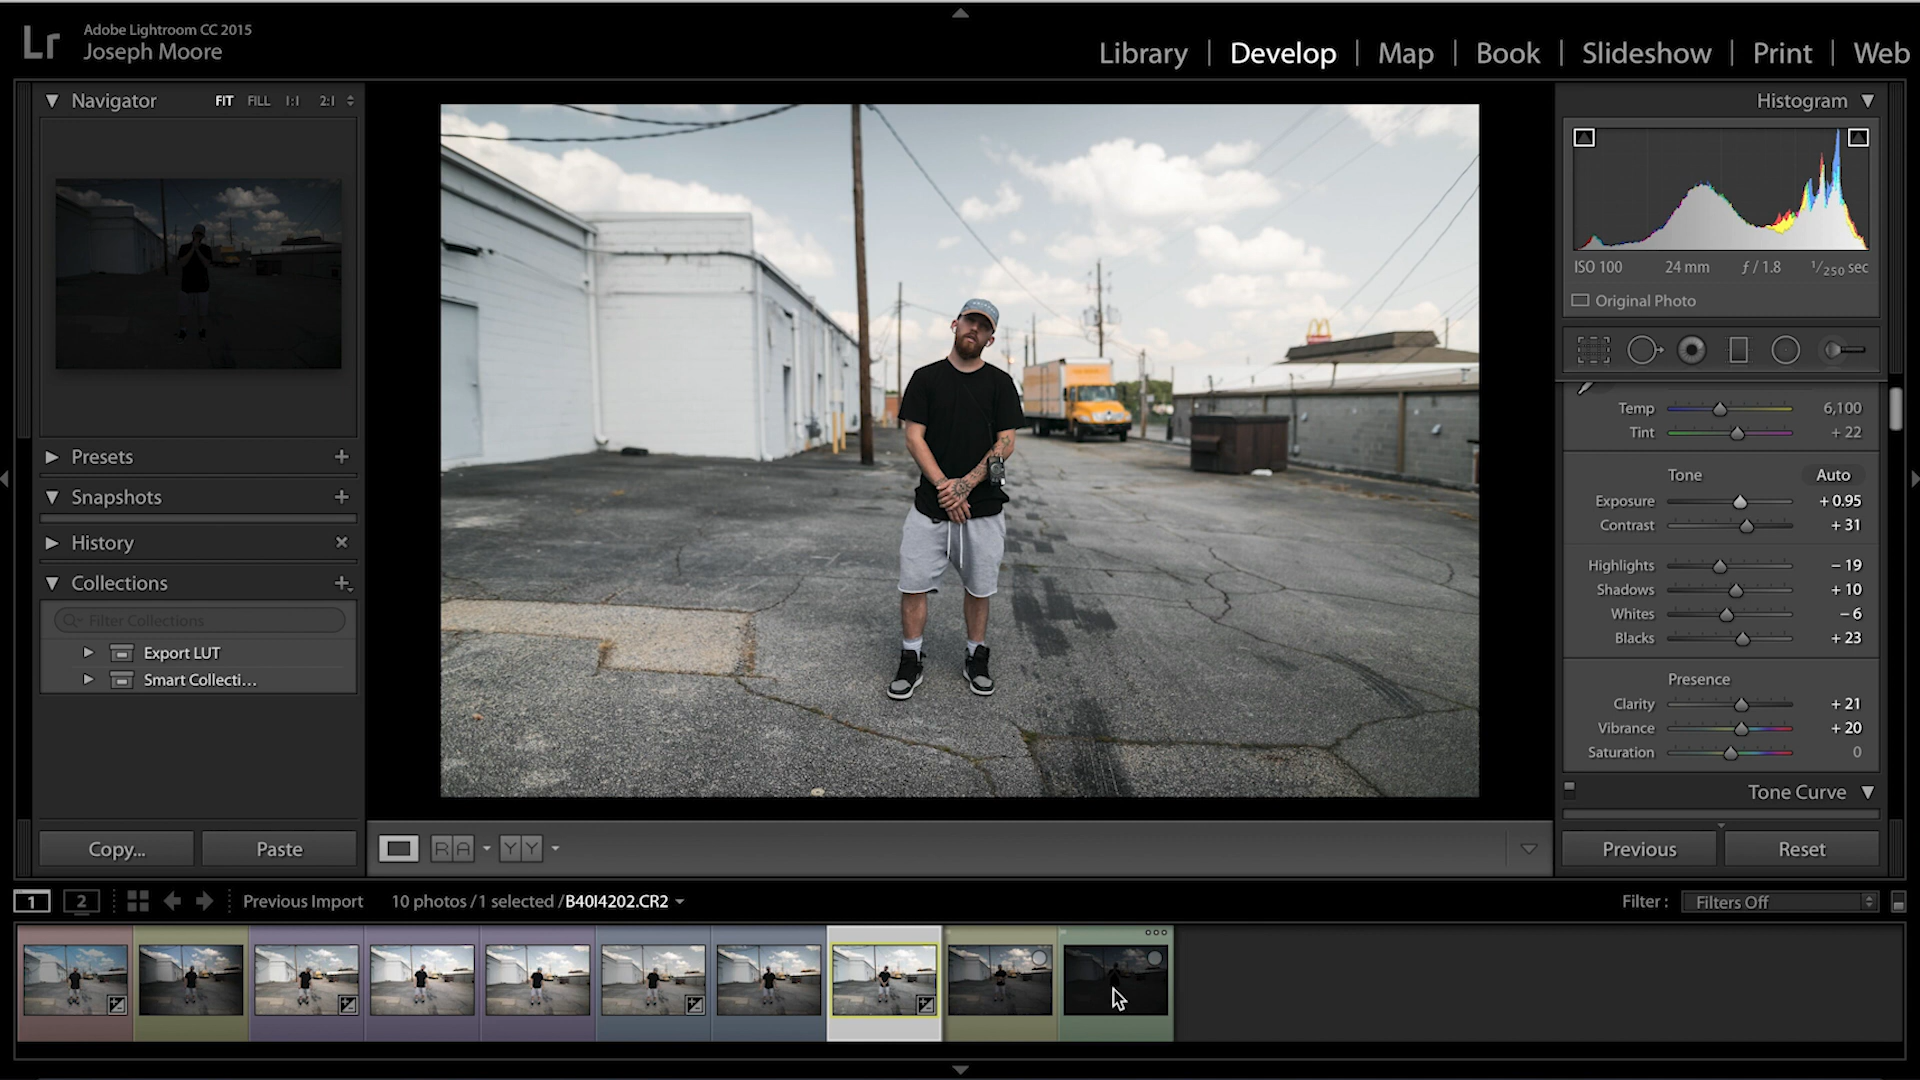 Lr
Adobe Lightroom CC 2015
Joseph Moore
Library | Develop | Map | Book | Slideshow | Print | Web
Navigator FIT FILL 1:1 2:1
Presets
Snapshots
History
Collections
Filter Collections
Export LUT
Smart Collecti...
Copy... Paste
Histogram
ISO 100 24 mm ƒ / 1.8 1/250 sec
Original Photo
Temp 6,100
Tint + 22
Tone Auto
Exposure + 0.95
Contrast + 31
Highlights − 19
Shadows + 10
Whites − 6
Blacks + 23
Presence
Clarity + 21
Vibrance + 20
Saturation 0
Tone Curve
Previous Reset
R A Y Y
1 2 Previous Import 10 photos / 1 selected / B40I4202.CR2 Filter : Filters Off